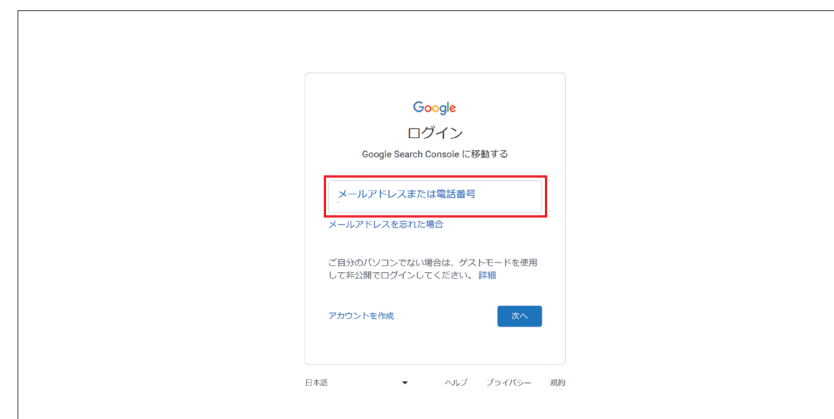 Google
ログイン
Google Search Console に移動する
メールアドレスまたは電話番号
メールアドレスを忘れた場合
ご自分のパソコンでない場合は、ゲストモードを使用
して非公開でログインしてください。 詳細
アカウントを作成
次へ
日本語 ヘルプ プライバシー 規約